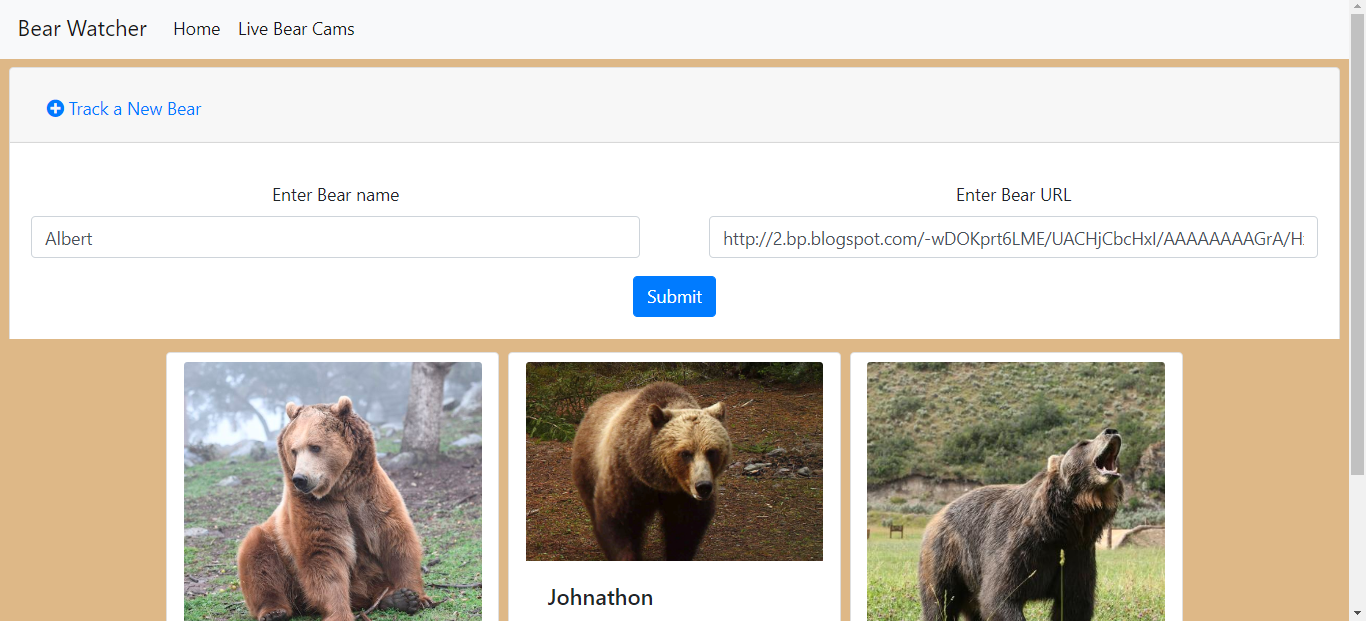 Bear Watcher Home Live Bear Cams
Track a New Bear
Enter Bear name
Enter Bear URL
Albert
http://2.bp.blogspot.com/-wDOKprt6LME/UACHjCbcHxI/AAAAAAAAGrA/H
Submit
Johnathon